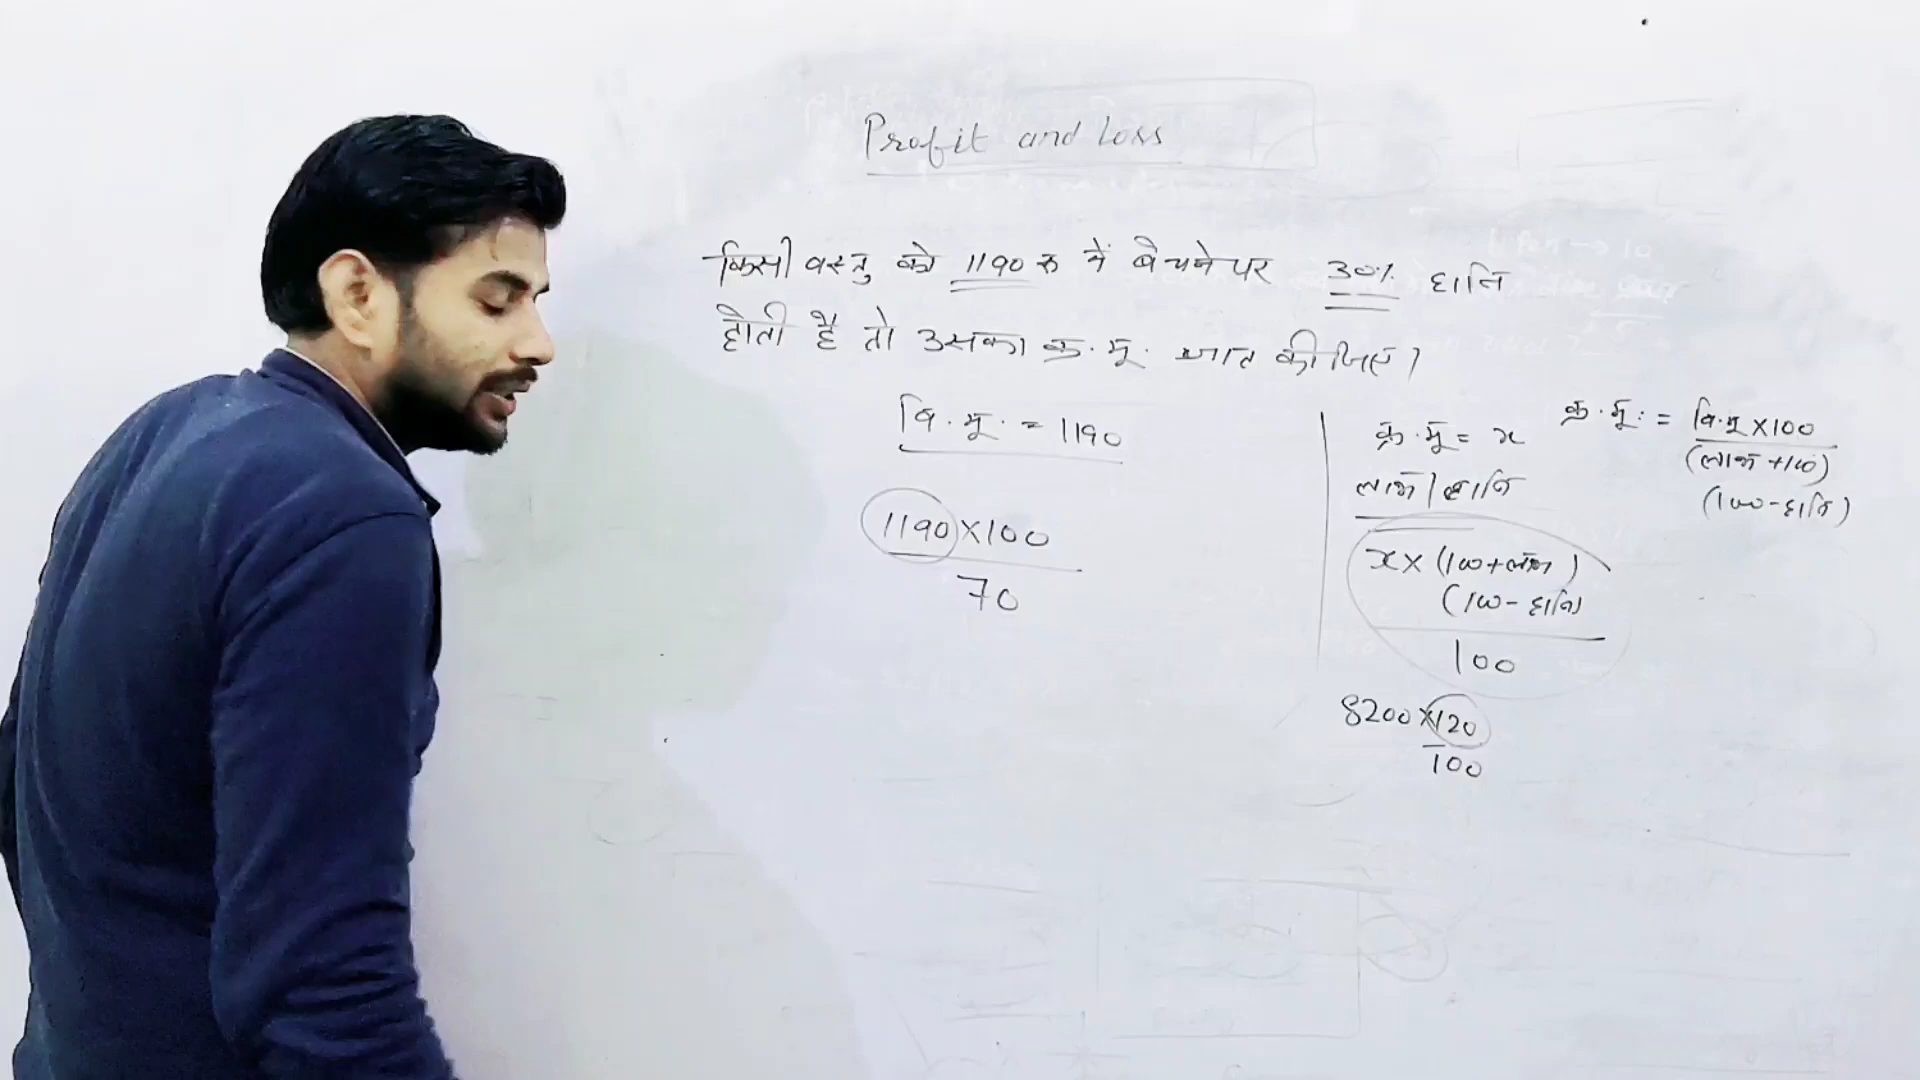 Profit and Loss
किसी वस्तु को 1190 रु में बेचने पर 30% हानि
होती है तो उसका क्र.मू. ज्ञात कीजिए।
वि.मू. = 1190
1190×100
70
क्र.मू = x
लाभ/हानि
x×(100+लाभ)
(100-हानि)
100
8200×120
100
क्र.मू. = वि.मू×100
(लाभ+100)
(100-हानि)